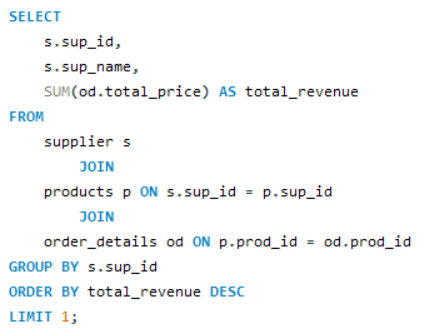 SELECT
    s.sup_id,
    s.sup_name,
    SUM(od.total_price) AS total_revenue
FROM
    supplier s
        JOIN
    products p ON s.sup_id = p.sup_id
        JOIN
    order_details od ON p.prod_id = od.prod_id
GROUP BY s.sup_id
ORDER BY total_revenue DESC
LIMIT 1;